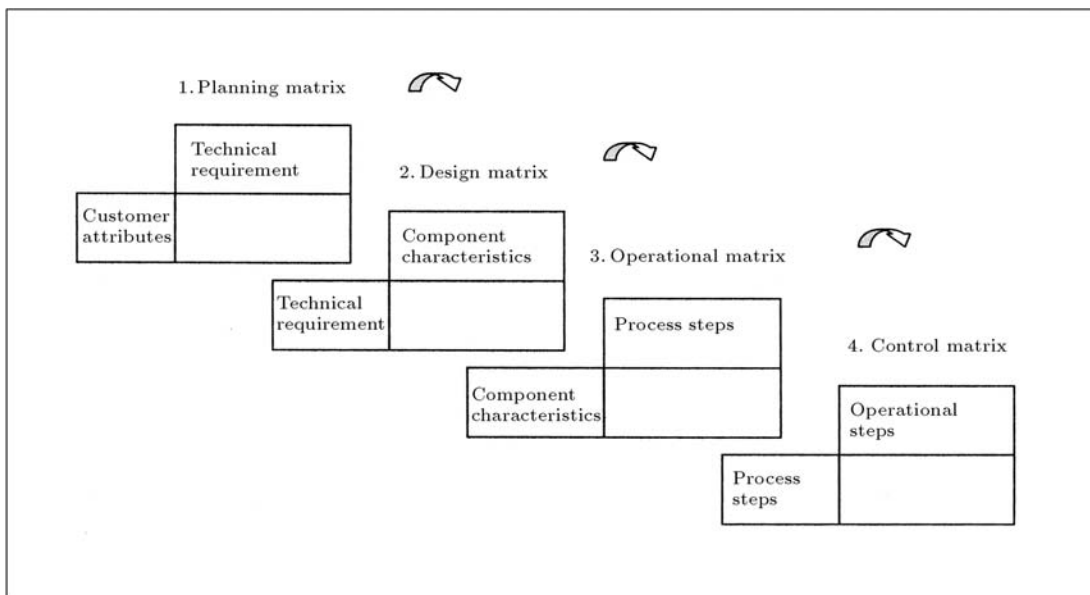 1. Planning matrix
Technical
requirement
Customer
attributes
2. Design matrix
Component
characteristics
Technical
requirement
3. Operational matrix
Process steps
Component
characteristics
4. Control matrix
Operational
steps
Process
steps